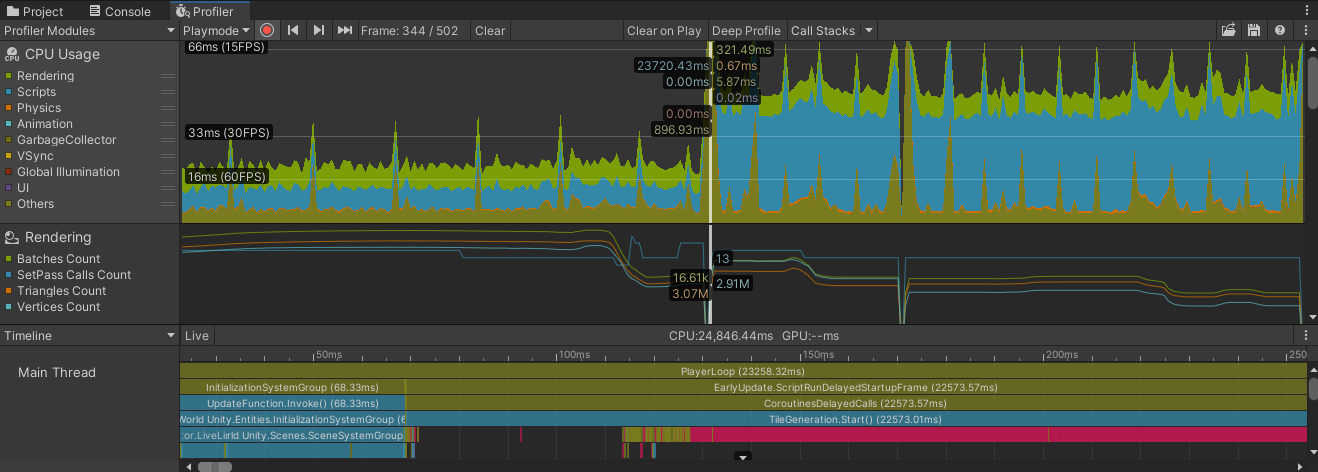 Project Console Profiler
Profiler Modules Playmode Frame: 344 / 502 Clear Clear on Play Deep Profile Call Stacks
CPU Usage
CPU
Rendering
Scripts
Physics
Animation
GarbageCollector
VSync
Global Illumination
UI
Others
66ms (15FPS)
33ms (30FPS)
16ms (60FPS)
321.49ms
23720.43ms 0.67ms
0.00ms 5.87ms
0.02ms
0.00ms
896.93ms
Rendering
Batches Count
SetPass Calls Count
Triangles Count
Vertices Count
13
16.61k 2.91M
3.07M
Timeline Live CPU:24,846.44ms GPU:--ms
50ms 100ms 150ms 200ms 250
Main Thread
PlayerLoop (23258.32ms)
InitializationSystemGroup (68.33ms) EarlyUpdate.ScriptRunDelayedStartupFrame (22573.57ms)
UpdateFunction.Invoke() (68.33ms) CoroutinesDelayedCalls (22573.57ms)
World Unity.Entities.InitializationSystemGroup (6 TileGeneration.Start() (22573.01ms)
tor.LiveLiirld Unity.Scenes.SceneSystemGroup